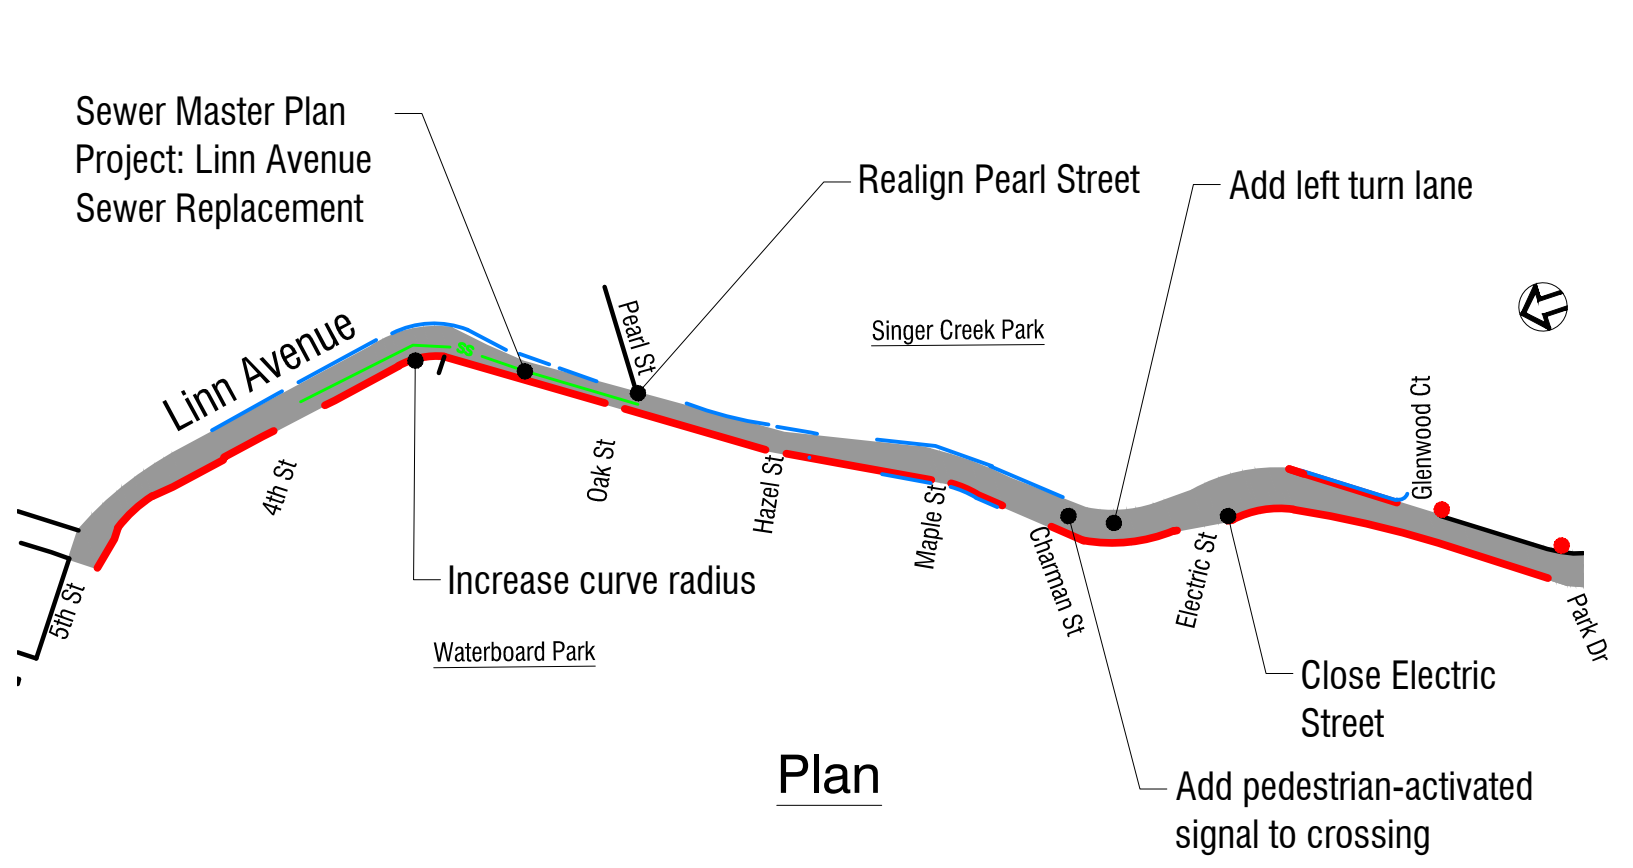 Sewer Master Plan
Project: Linn Avenue
Sewer Replacement
Realign Pearl Street
Add left turn lane
Linn Avenue
SS
Pearl St
Singer Creek Park
Glenwood Ct
4th St
Oak St
Hazel St
Maple St
Charman St
Electric St
5th St
Park Dr
Increase curve radius
Waterboard Park
Close Electric
Street
Plan
Add pedestrian-activated
signal to crossing